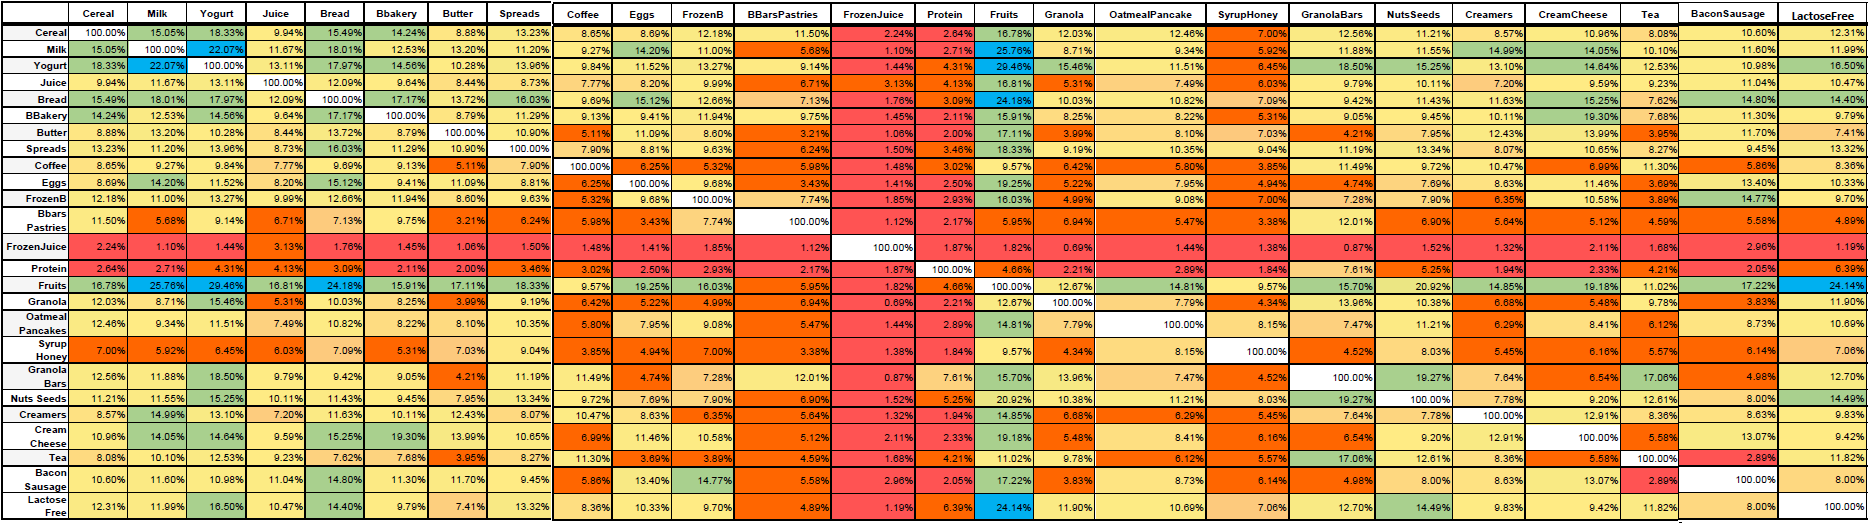 Cereal Milk Yogurt Juice Bread Bbakery Butter Spreads Coffee Eggs FrozenB BBarsPastries FrozenJuice Protein Fruits Granola OatmealPancake SyrupHoney GranolaBars NutsSeeds Creamers CreamCheese Tea BaconSausage LactoseFree
Cereal 100.00% 15.05% 18.33% 9.94% 15.49% 14.24% 8.88% 13.23% 8.65% 8.69% 12.18% 11.50% 2.24% 2.64% 16.78% 12.03% 12.46% 7.00% 12.56% 11.21% 8.57% 10.96% 8.08% 10.60% 12.31%
Milk 15.05% 100.00% 22.07% 11.67% 18.01% 12.53% 13.20% 11.20% 9.27% 14.20% 11.00% 5.68% 1.10% 2.71% 25.76% 8.71% 9.34% 5.92% 11.88% 11.55% 14.99% 14.05% 10.10% 11.60% 11.99%
Yogurt 18.33% 22.07% 100.00% 13.11% 17.97% 14.56% 10.28% 13.96% 9.84% 11.52% 13.27% 9.14% 1.44% 4.31% 29.46% 15.46% 11.51% 6.45% 18.50% 15.25% 13.10% 14.64% 12.53% 10.98% 16.50%
Juice 9.94% 11.67% 13.11% 100.00% 12.09% 9.64% 8.44% 8.73% 7.77% 8.20% 9.99% 6.71% 3.13% 4.13% 16.81% 5.31% 7.49% 6.03% 9.79% 10.11% 7.20% 9.59% 9.23% 11.04% 10.47%
Bread 15.49% 18.01% 17.97% 12.09% 100.00% 17.17% 13.72% 16.03% 9.69% 15.12% 12.66% 7.13% 1.76% 3.09% 24.18% 10.03% 10.82% 7.09% 9.42% 11.43% 11.63% 15.25% 7.62% 14.80% 14.40%
BBakery 14.24% 12.53% 14.56% 9.64% 17.17% 100.00% 8.79% 11.29% 9.13% 9.41% 11.94% 9.75% 1.45% 2.11% 15.91% 8.25% 8.22% 5.31% 9.05% 9.45% 10.11% 19.30% 7.68% 11.30% 9.79%
Butter 8.88% 13.20% 10.28% 8.44% 13.72% 8.79% 100.00% 10.90% 5.11% 11.09% 8.60% 3.21% 1.06% 2.00% 17.11% 3.99% 8.10% 7.03% 4.21% 7.95% 12.43% 13.99% 3.95% 11.70% 7.41%
Spreads 13.23% 11.20% 13.96% 8.73% 16.03% 11.29% 10.90% 100.00% 7.90% 8.81% 9.63% 6.24% 1.50% 3.46% 18.33% 9.19% 10.35% 9.04% 11.19% 13.34% 8.07% 10.65% 8.27% 9.45% 13.32%
Coffee 8.65% 9.27% 9.84% 7.77% 9.69% 9.13% 5.11% 7.90% 100.00% 6.25% 5.32% 5.98% 1.48% 3.02% 9.57% 6.42% 5.80% 3.85% 11.49% 9.72% 10.47% 6.99% 11.30% 5.86% 8.36%
Eggs 8.69% 14.20% 11.52% 8.20% 15.12% 9.41% 11.09% 8.81% 6.25% 100.00% 9.68% 3.43% 1.41% 2.50% 19.25% 5.22% 7.95% 4.94% 4.74% 7.69% 8.63% 11.46% 3.69% 13.40% 10.33%
FrozenB 12.18% 11.00% 13.27% 9.99% 12.66% 11.94% 8.60% 9.63% 5.32% 9.68% 100.00% 7.74% 1.85% 2.93% 16.03% 4.99% 9.08% 7.00% 7.28% 7.90% 6.35% 10.58% 3.89% 14.77% 9.70%
Bbars
Pastries 11.50% 5.68% 9.14% 6.71% 7.13% 9.75% 3.21% 6.24% 5.98% 3.43% 7.74% 100.00% 1.12% 2.17% 5.95% 6.94% 5.47% 3.38% 12.01% 6.90% 5.64% 5.12% 4.59% 5.58% 4.89%
FrozenJuice 2.24% 1.10% 1.44% 3.13% 1.76% 1.45% 1.06% 1.50% 1.48% 1.41% 1.85% 1.12% 100.00% 1.87% 1.82% 0.69% 1.44% 1.38% 0.87% 1.52% 1.32% 2.11% 1.68% 2.96% 1.19%
Protein 2.64% 2.71% 4.31% 4.13% 3.09% 2.11% 2.00% 3.46% 3.02% 2.50% 2.93% 2.17% 1.87% 100.00% 4.66% 2.21% 2.89% 1.84% 7.61% 5.25% 1.94% 2.33% 4.21% 2.05% 6.39%
Fruits 16.78% 25.76% 29.46% 16.81% 24.18% 15.91% 17.11% 18.33% 9.57% 19.25% 16.03% 5.95% 1.82% 4.66% 100.00% 12.67% 14.81% 9.57% 15.70% 20.92% 14.85% 19.18% 11.02% 17.22% 24.14%
Granola 12.03% 8.71% 15.46% 5.31% 10.03% 8.25% 3.99% 9.19% 6.42% 5.22% 4.99% 6.94% 0.69% 2.21% 12.67% 100.00% 7.79% 4.34% 13.96% 10.38% 6.68% 5.48% 9.78% 3.83% 11.90%
Oatmeal
Pancakes 12.46% 9.34% 11.51% 7.49% 10.82% 8.22% 8.10% 10.35% 5.80% 7.95% 9.08% 5.47% 1.44% 2.89% 14.81% 7.79% 100.00% 8.15% 7.47% 11.21% 6.29% 8.41% 6.12% 8.73% 10.69%
Syrup
Honey 7.00% 5.92% 6.45% 6.03% 7.09% 5.31% 7.03% 9.04% 3.85% 4.94% 7.00% 3.38% 1.38% 1.84% 9.57% 4.34% 8.15% 100.00% 4.52% 8.03% 5.45% 6.16% 5.57% 6.14% 7.06%
Granola
Bars 12.56% 11.88% 18.50% 9.79% 9.42% 9.05% 4.21% 11.19% 11.49% 4.74% 7.28% 12.01% 0.87% 7.61% 15.70% 13.96% 7.47% 4.52% 100.00% 19.27% 7.64% 6.54% 17.06% 4.98% 12.70%
Nuts Seeds 11.21% 11.55% 15.25% 10.11% 11.43% 9.45% 7.95% 13.34% 9.72% 7.69% 7.90% 6.90% 1.52% 5.25% 20.92% 10.38% 11.21% 8.03% 19.27% 100.00% 7.78% 9.20% 12.61% 8.00% 14.49%
Creamers 8.57% 14.99% 13.10% 7.20% 11.63% 10.11% 12.43% 8.07% 10.47% 8.63% 6.35% 5.64% 1.32% 1.94% 14.85% 6.68% 6.29% 5.45% 7.64% 7.78% 100.00% 12.91% 8.36% 8.63% 9.83%
Cream
Cheese 10.96% 14.05% 14.64% 9.59% 15.25% 19.30% 13.99% 10.65% 6.99% 11.46% 10.58% 5.12% 2.11% 2.33% 19.18% 5.48% 8.41% 6.16% 6.54% 9.20% 12.91% 100.00% 5.58% 13.07% 9.42%
Tea 8.08% 10.10% 12.53% 9.23% 7.62% 7.68% 3.95% 8.27% 11.30% 3.69% 3.89% 4.59% 1.68% 4.21% 11.02% 9.78% 6.12% 5.57% 17.06% 12.61% 8.36% 5.58% 100.00% 2.89% 11.82%
Bacon
Sausage 10.60% 11.60% 10.98% 11.04% 14.80% 11.30% 11.70% 9.45% 5.86% 13.40% 14.77% 5.58% 2.96% 2.05% 17.22% 3.83% 8.73% 6.14% 4.98% 8.00% 8.63% 13.07% 2.89% 100.00% 8.00%
Lactose
Free 12.31% 11.99% 16.50% 10.47% 14.40% 9.79% 7.41% 13.32% 8.36% 10.33% 9.70% 4.89% 1.19% 6.39% 24.14% 11.90% 10.69% 7.06% 12.70% 14.49% 9.83% 9.42% 11.82% 8.00% 100.00%